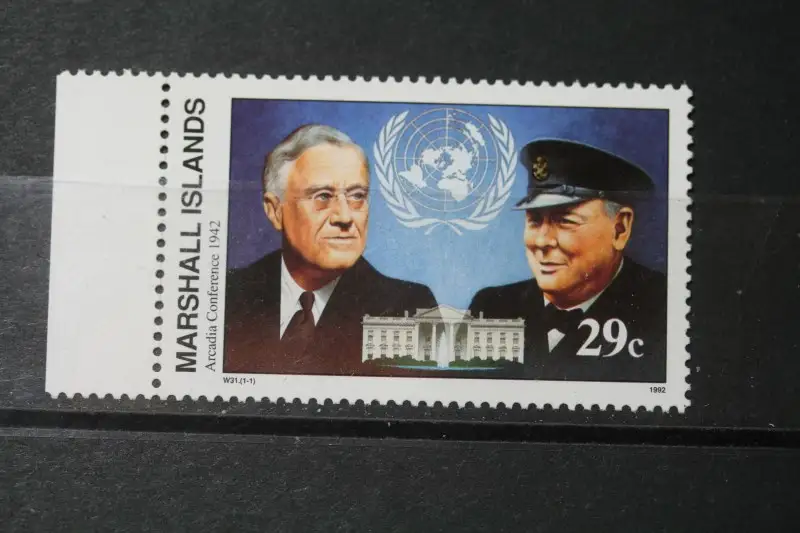 MARSHALL ISLANDS
Arcadia Conference 1942
29c
W31.(1-1)
1992